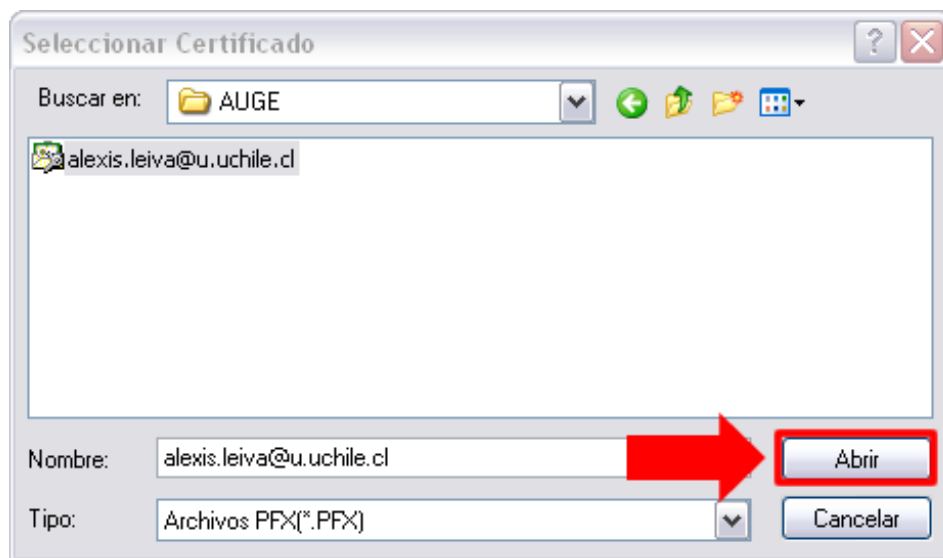 Seleccionar Certificado
Buscar en: AUGE
alexis.leiva@u.uchile.cl
Nombre: alexis.leiva@u.uchile.cl Abrir
Tipo: Archivos PFX(*.PFX) Cancelar